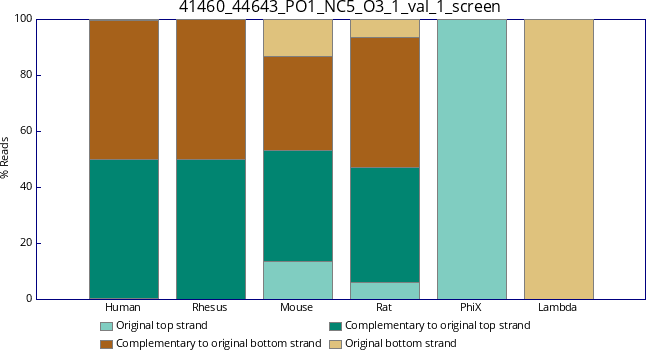 41460_44643_PO1_NC5_O3_1_val_1_screen
100
80
60
40
20
0
% Reads
Human Rhesus Mouse Rat PhiX Lambda
Original top strand Complementary to original top strand
Complementary to original bottom strand Original bottom strand